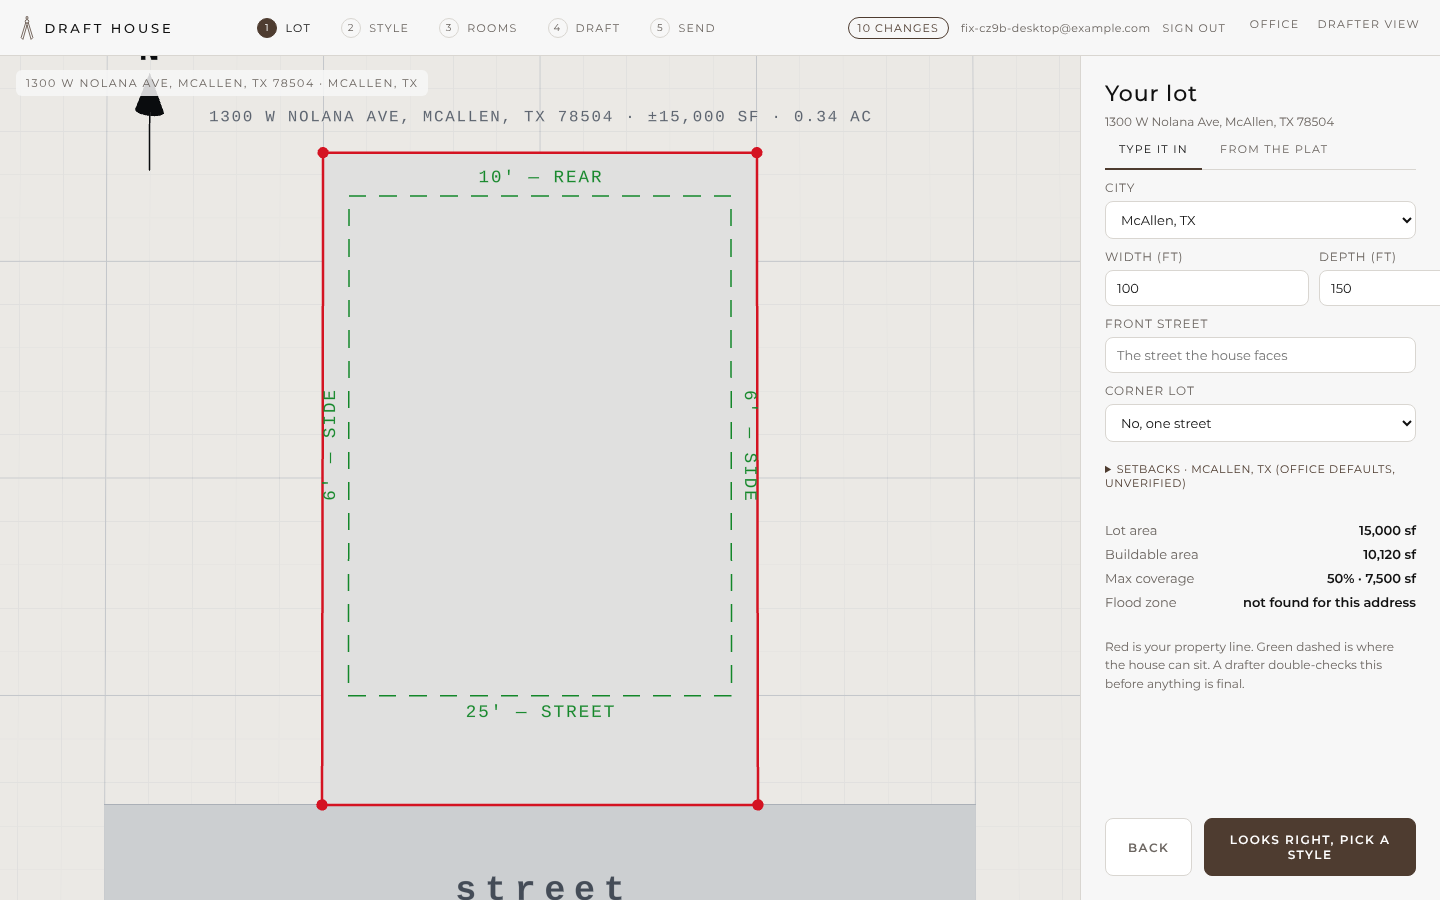 DRAFT HOUSE
1 LOT
2 STYLE
3 ROOMS
4 DRAFT
5 SEND
10 CHANGES
fix-cz9b-desktop@example.com
SIGN OUT
OFFICE
DRAFTER VIEW
N
1300 W NOLANA AVE, MCALLEN, TX 78504 · MCALLEN, TX
1300 W NOLANA AVE, MCALLEN, TX 78504 · ±15,000 SF · 0.34 AC
10' — REAR
6' — SIDE
6' — SIDE
25' — STREET
street
Your lot
1300 W Nolana Ave, McAllen, TX 78504
TYPE IT IN
FROM THE PLAT
CITY
McAllen, TX
WIDTH (FT)
DEPTH (FT)
100
150
FRONT STREET
The street the house faces
CORNER LOT
No, one street
SETBACKS · MCALLEN, TX (OFFICE DEFAULTS,
UNVERIFIED)
Lot area 15,000 sf
Buildable area 10,120 sf
Max coverage 50% · 7,500 sf
Flood zone not found for this address
Red is your property line. Green dashed is where
the house can sit. A drafter double-checks this
before anything is final.
BACK
LOOKS RIGHT, PICK A
STYLE